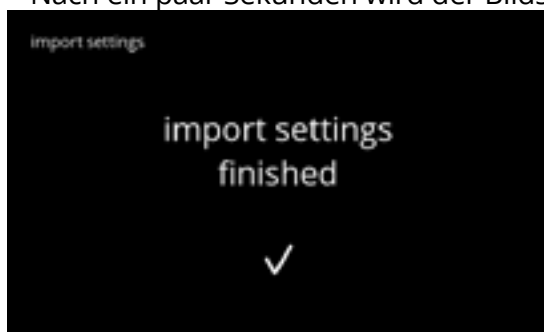 Nach ein paar Sekunden wird der Bilds
import settings
import settings
finished